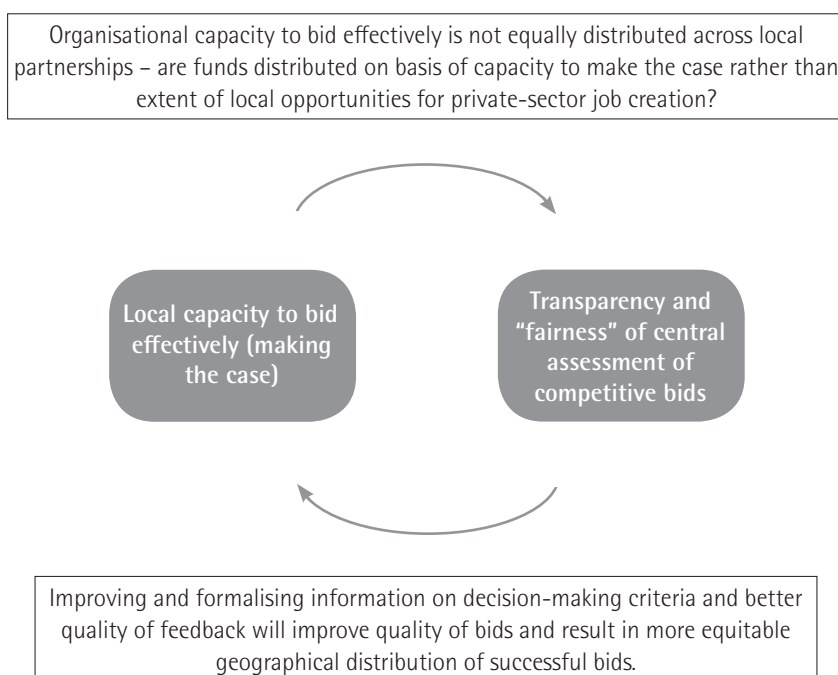 Organisational capacity to bid effectively is not equally distributed across local
partnerships – are funds distributed on basis of capacity to make the case rather than
extent of local opportunities for private-sector job creation?
Local capacity to bid
effectively (making
the case)
Transparency and
“fairness” of central
assessment of
competitive bids
Improving and formalising information on decision-making criteria and better
quality of feedback will improve quality of bids and result in more equitable
geographical distribution of successful bids.